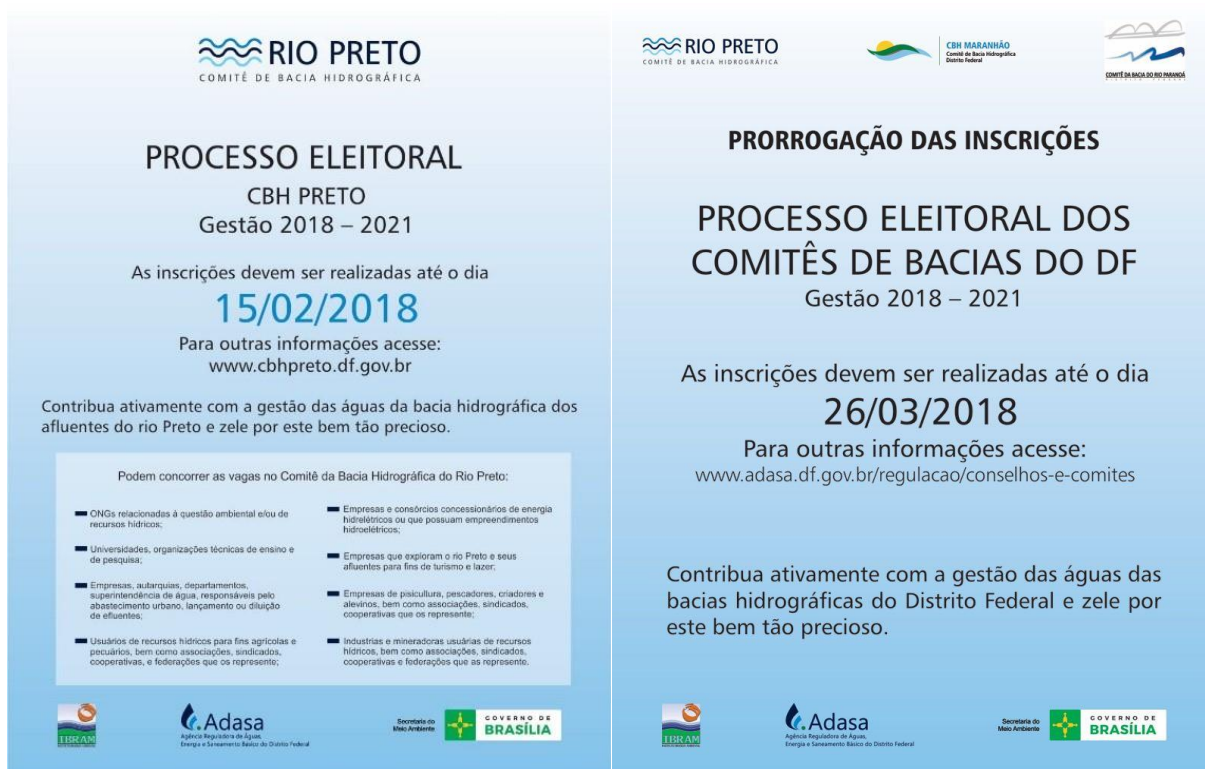 RIO PRETO
COMITÊ DE BACIA HIDROGRÁFICA
PROCESSO ELEITORAL
CBH PRETO
Gestão 2018 – 2021
As inscrições devem ser realizadas até o dia
15/02/2018
Para outras informações acesse:
www.cbhpreto.df.gov.br
Contribua ativamente com a gestão das águas da bacia hidrográfica dos
afluentes do rio Preto e zele por este bem tão precioso.
Podem concorrer as vagas no Comitê da Bacia Hidrográfica do Rio Preto:
ONGs relacionadas à questão ambiental e/ou de
recursos hídricos;
Universidades, organizações técnicas de ensino e
de pesquisa;
Empresas, autarquias, departamentos,
superintendência de água, responsáveis pelo
abastecimento urbano, lançamento ou diluição
de efluentes;
Usuários de recursos hídricos para fins agrícolas e
pecuários, bem como associações, sindicados,
cooperativas, e federações que os represente;
Empresas e consórcios concessionários de energia
hidrelétricos ou que possuam empreendimentos
hidroelétricos;
Empresas que exploram o rio Preto e seus
afluentes para fins de turismo e lazer;
Empresas de psicultura, pescadores, criadores e
alevinos, bem como associações, sindicados,
cooperativas que os represente;
Industrias e mineradoras usuárias de recursos
hídricos, bem como associações, sindicados,
cooperativas e federações que as represente.
IBRAM
Adasa
Agência Reguladora de Águas,
Energia e Saneamento Básico do Distrito Federal
Secretaria do
Meio Ambiente
GOVERNO DE
BRASÍLIA
RIO PRETO
COMITÊ DE BACIA HIDROGRÁFICA
CBH MARANHÃO
Comitê de Bacia Hidrográfica
Distrito Federal
COMITÊ DA BACIA DO RIO PARANOÁ
PRORROGAÇÃO DAS INSCRIÇÕES
PROCESSO ELEITORAL DOS
COMITÊS DE BACIAS DO DF
Gestão 2018 – 2021
As inscrições devem ser realizadas até o dia
26/03/2018
Para outras informações acesse:
www.adasa.df.gov.br/regulacao/conselhos-e-comites
Contribua ativamente com a gestão das águas das
bacias hidrográficas do Distrito Federal e zele por
este bem tão precioso.
IBRAM
Adasa
Agência Reguladora de Águas,
Energia e Saneamento Básico do Distrito Federal
Secretaria do
Meio Ambiente
GOVERNO DE
BRASÍLIA